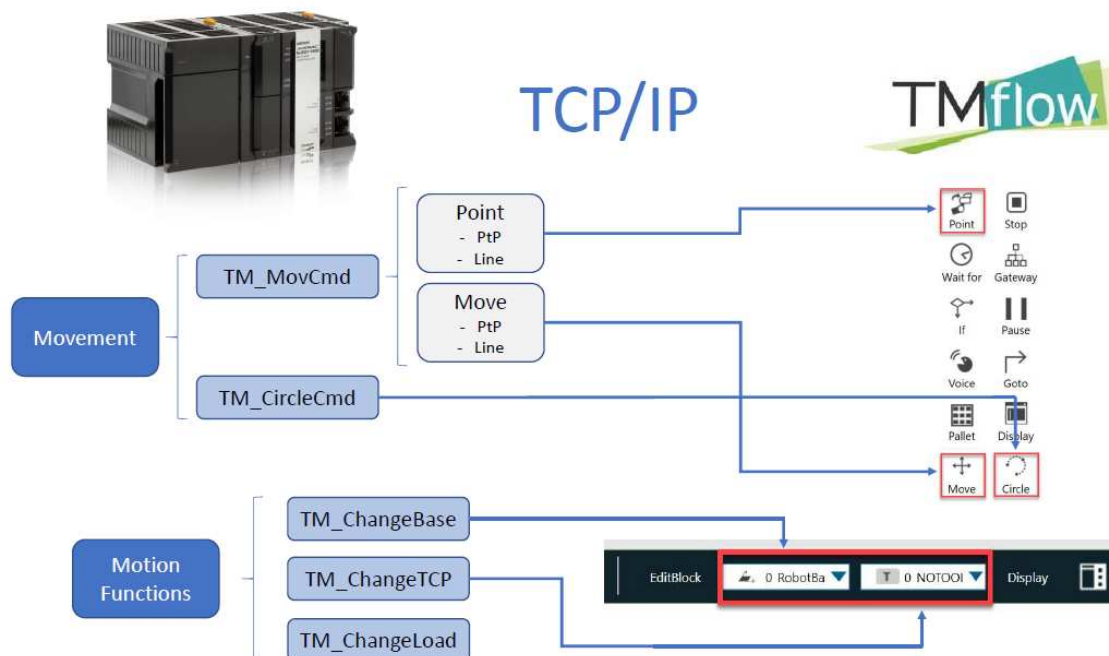 TCP/IP
TMflow
Movement
TM_MovCmd
Point
- PtP
- Line
Move
- PtP
- Line
TM_CircleCmd
Point
Stop
Wait for
Gateway
If
Pause
Voice
Goto
Pallet
Display
Move
Circle
Motion
Functions
TM_ChangeBase
TM_ChangeTCP
TM_ChangeLoad
EditBlock
0 RobotBa
T
0 NOTOOl
Display